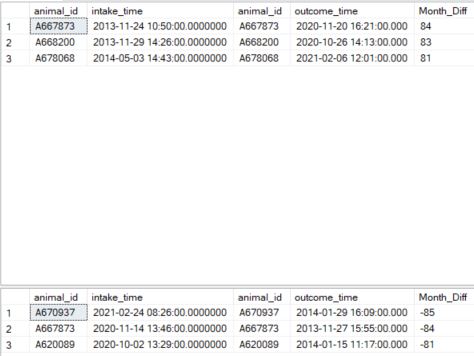 animal_id intake_time animal_id outcome_time Month_Diff
1 A667873 2013-11-24 10:50:00.0000000 A667873 2020-11-20 16:21:00.000 84
2 A668200 2013-11-29 14:26:00.0000000 A668200 2020-10-26 14:13:00.000 83
3 A678068 2014-05-03 14:43:00.0000000 A678068 2021-02-06 12:01:00.000 81
animal_id intake_time animal_id outcome_time Month_Diff
1 A670937 2021-02-24 08:26:00.0000000 A670937 2014-01-29 16:09:00.000 -85
2 A667873 2020-11-14 13:46:00.0000000 A667873 2013-11-27 15:55:00.000 -84
3 A620089 2020-10-02 13:29:00.0000000 A620089 2014-01-15 11:17:00.000 -81